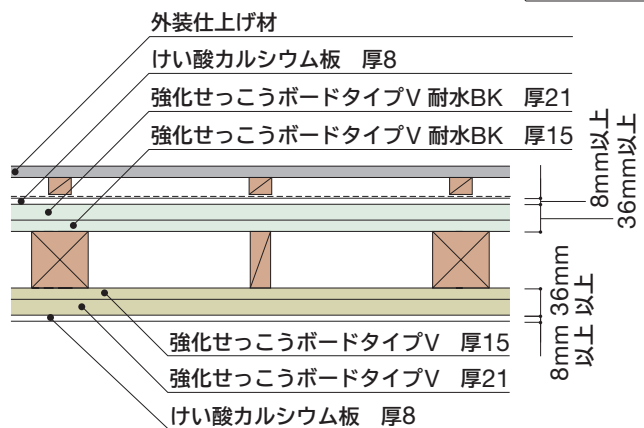 外装仕上げ材
けい酸カルシウム板　厚8
強化せっこうボードタイプV 耐水BK　厚21
強化せっこうボードタイプV 耐水BK　厚15
8mm以上
36mm以上
36mm
以上
8mm
以上
強化せっこうボードタイプV　厚15
強化せっこうボードタイプV　厚21
けい酸カルシウム板　厚8